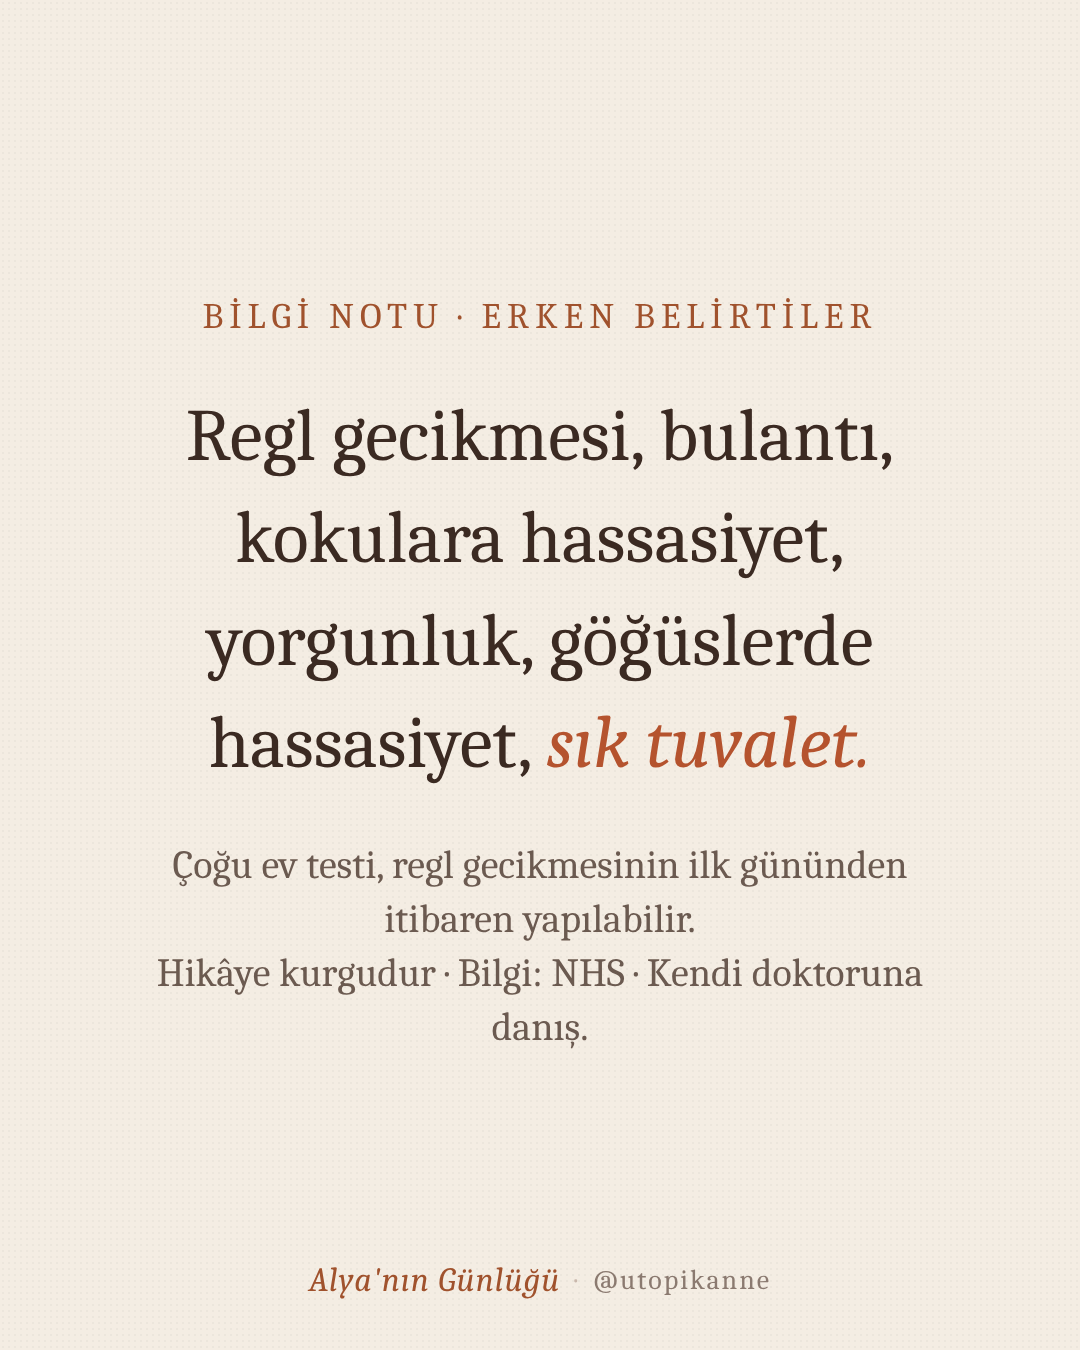 BİLGİ NOTU · ERKEN BELİRTİLER
Regl gecikmesi, bulantı,
kokulara hassasiyet,
yorgunluk, göğüslerde
hassasiyet, sık tuvalet.
Çoğu ev testi, regl gecikmesinin ilk gününden
itibaren yapılabilir.
Hikâye kurgudur · Bilgi: NHS · Kendi doktoruna
danış.
Alya'nın Günlüğü · @utopikanne